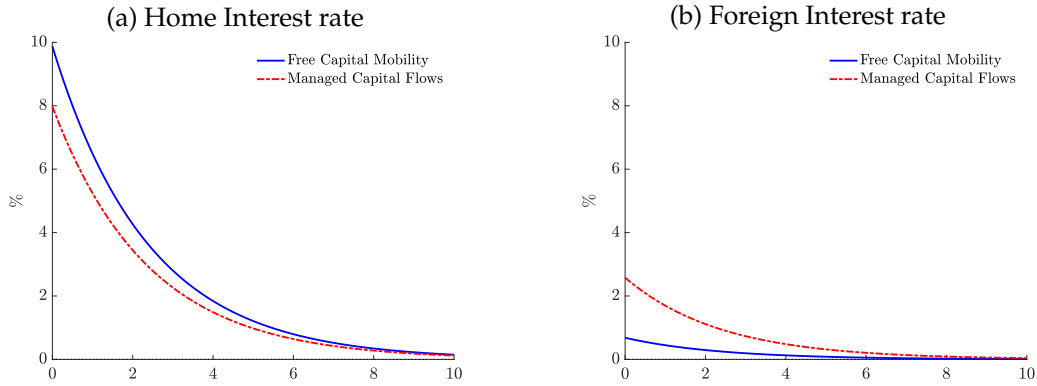 (a) Home Interest rate
10
8
6
4
2
0
%
0 2 4 6 8 10
Free Capital Mobility
Managed Capital Flows
(b) Foreign Interest rate
10
8
6
4
2
0
%
0 2 4 6 8 10
Free Capital Mobility
Managed Capital Flows